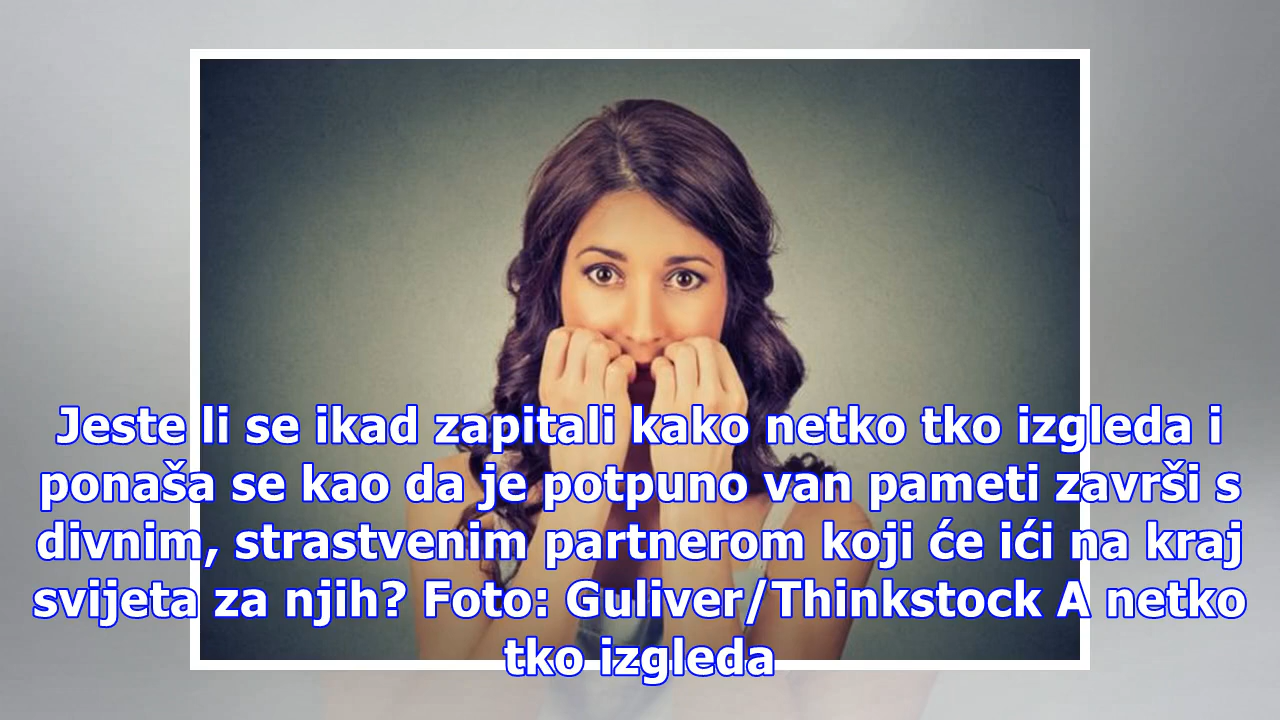 Jeste li se ikad zapitali kako netko tko izgleda i
ponaša se kao da je potpuno van pameti završi s
divnim, strastvenim partnerom koji će ići na kraj
svijeta za njih? Foto: Guliver/Thinkstock A netko
tko izgleda